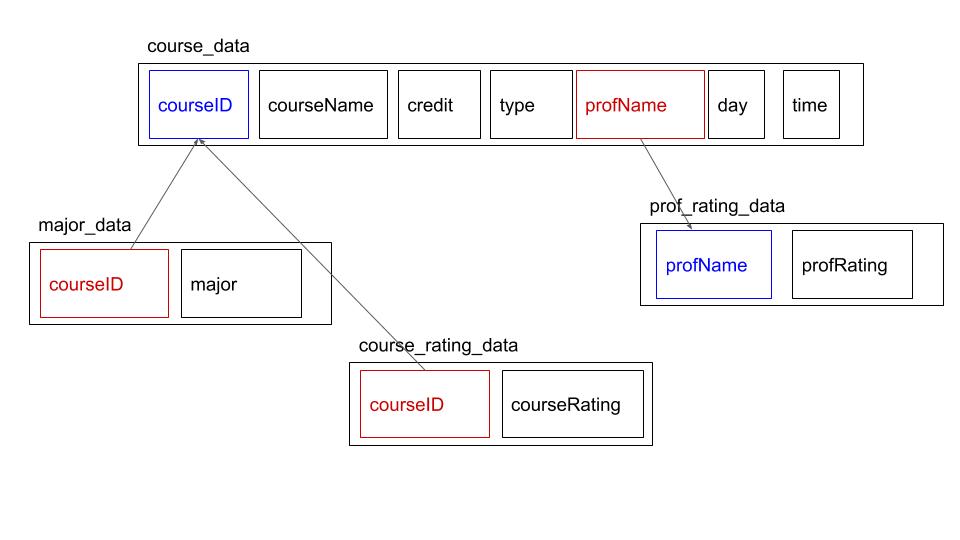 course_data
courseID courseName credit type profName day time
prof_rating_data
profName profRating
major_data
courseID major
course_rating_data
courseID courseRating